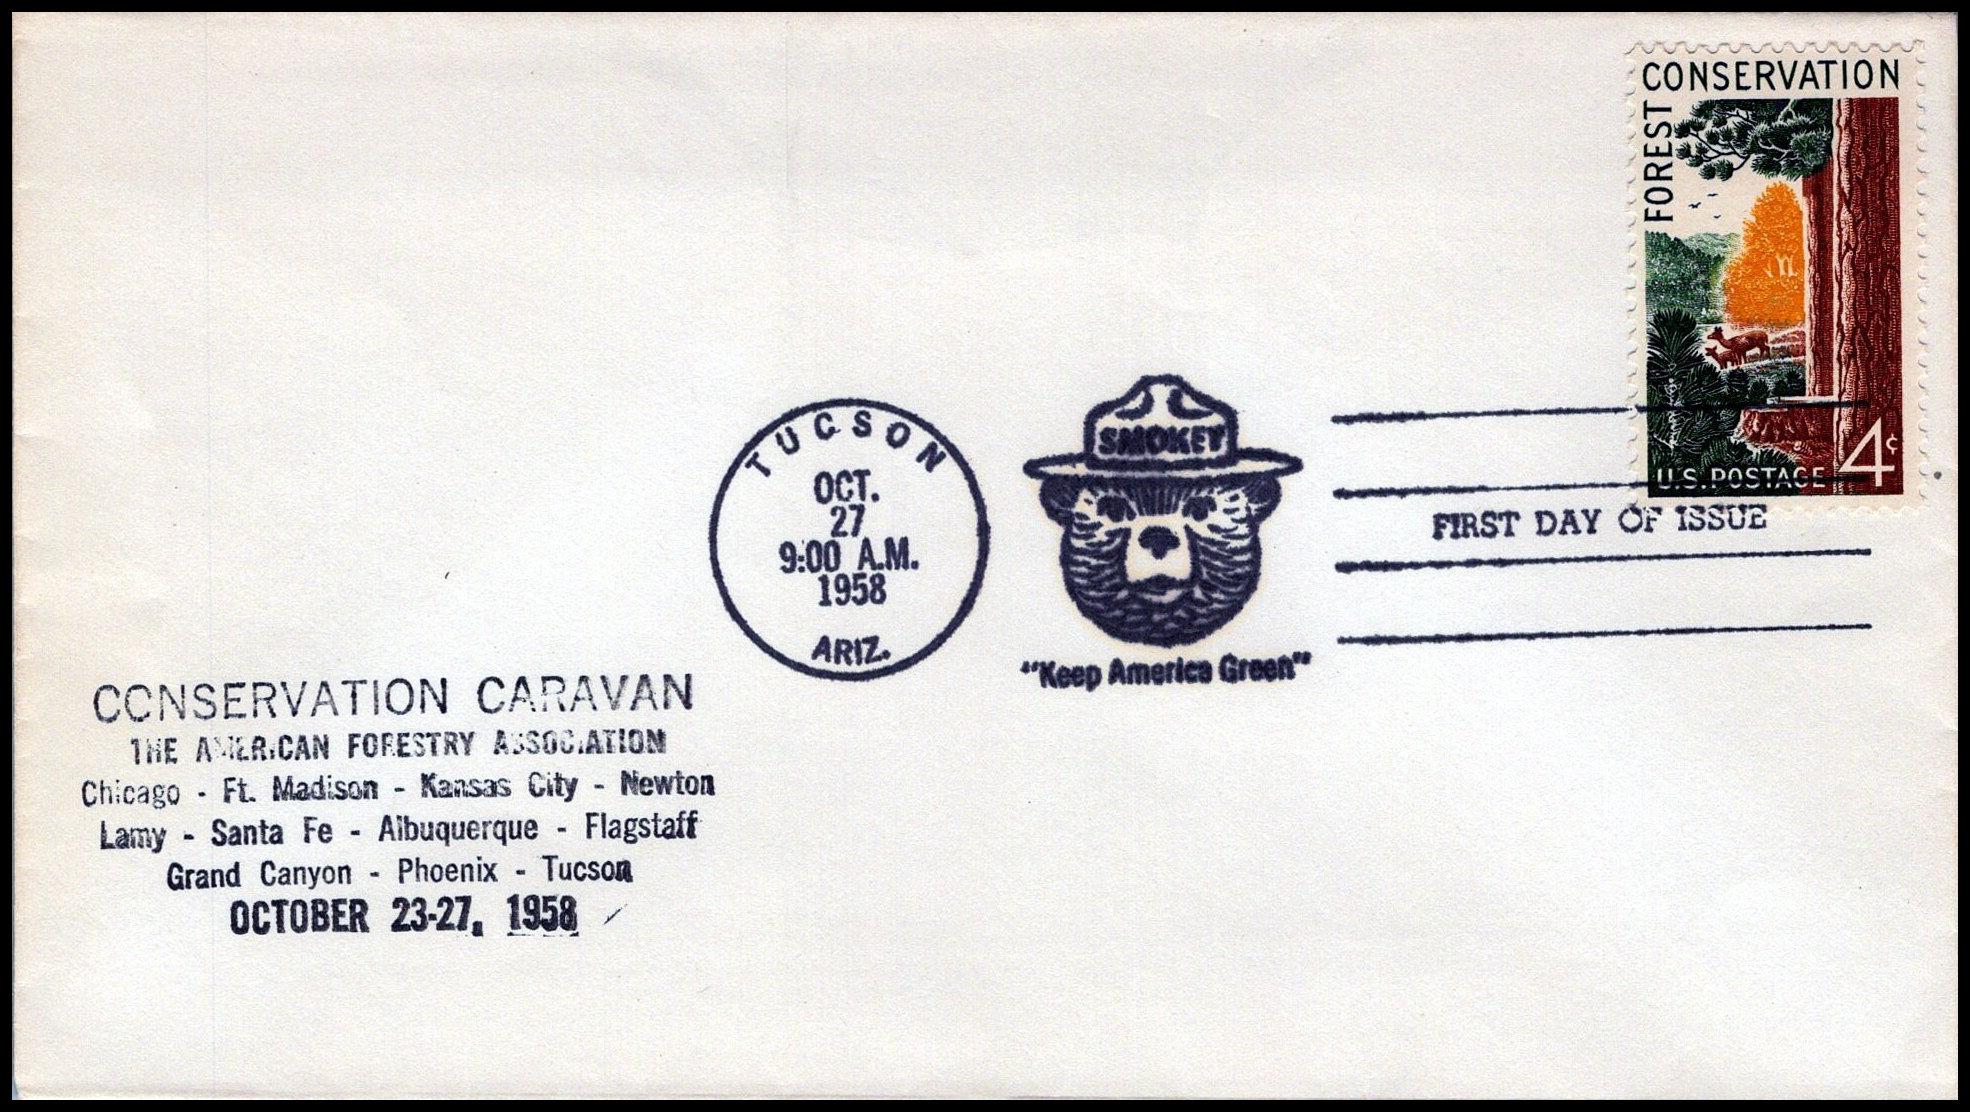 CONSERVATION
FOREST
U.S. POSTAGE 4¢
TUCSON
OCT.
27
9:00 A.M.
1958
ARIZ.
SMOKEY
"Keep America Green"
FIRST DAY OF ISSUE
CONSERVATION CARAVAN
THE AMERICAN FORESTRY ASSOCIATION
Chicago - Ft. Madison - Kansas City - Newton
Lamy - Santa Fe - Albuquerque - Flagstaff
Grand Canyon - Phoenix - Tucson
OCTOBER 23-27, 1958